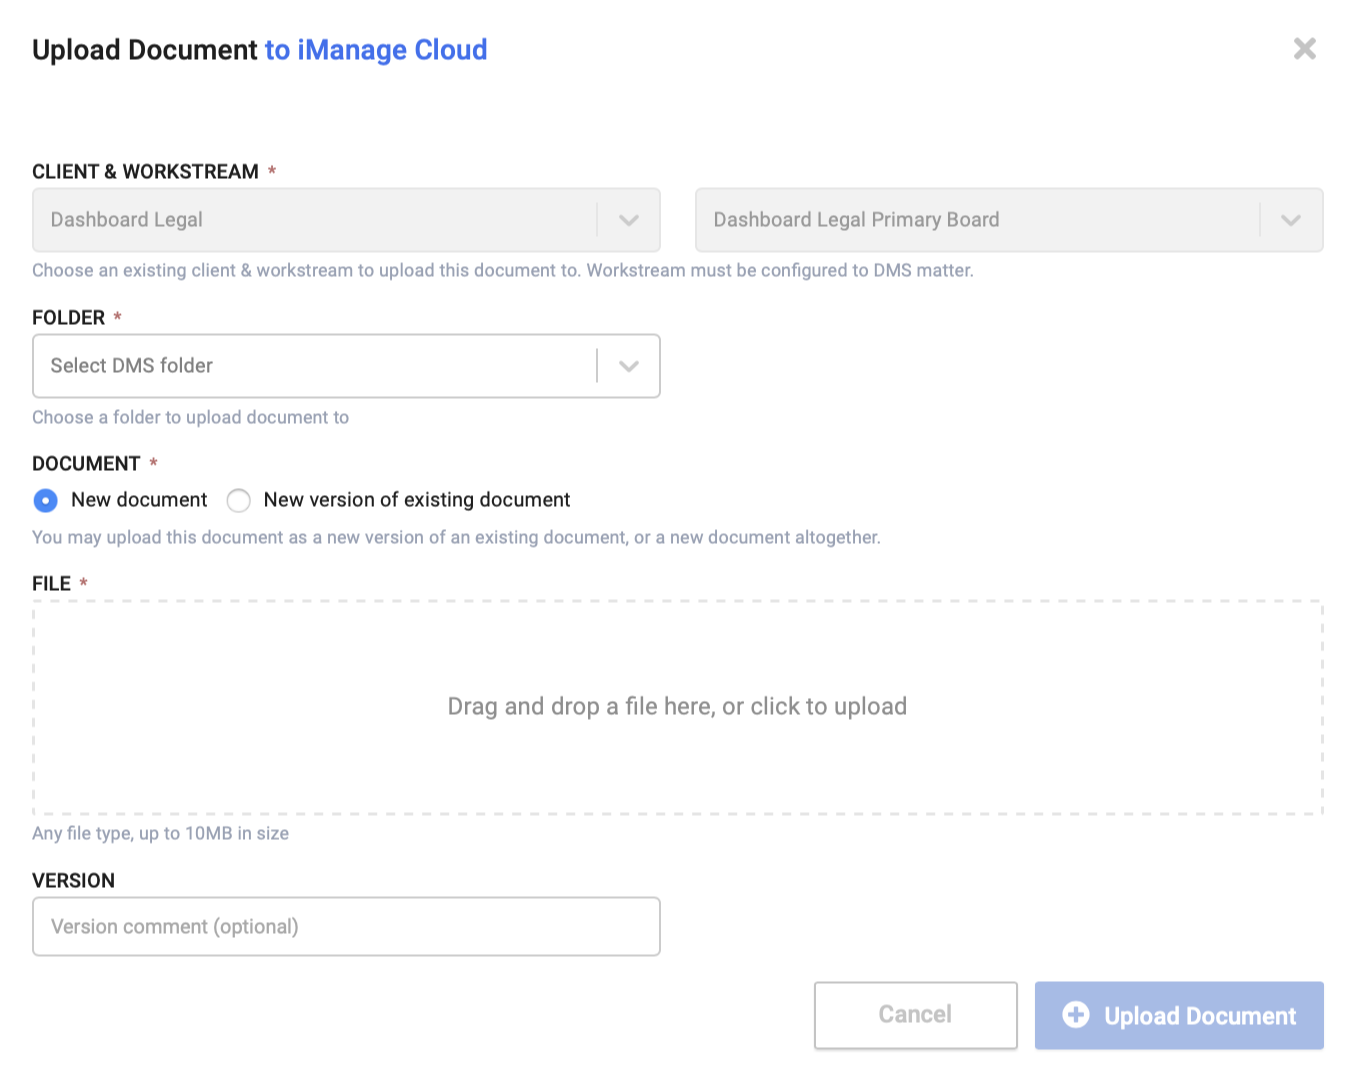 Upload Document to iManage Cloud
CLIENT & WORKSTREAM *
Dashboard Legal
Dashboard Legal Primary Board
Choose an existing client & workstream to upload this document to. Workstream must be configured to DMS matter.
FOLDER *
Select DMS folder
Choose a folder to upload document to
DOCUMENT *
New document
New version of existing document
You may upload this document as a new version of an existing document, or a new document altogether.
FILE *
Drag and drop a file here, or click to upload
Any file type, up to 10MB in size
VERSION
Version comment (optional)
Cancel
Upload Document